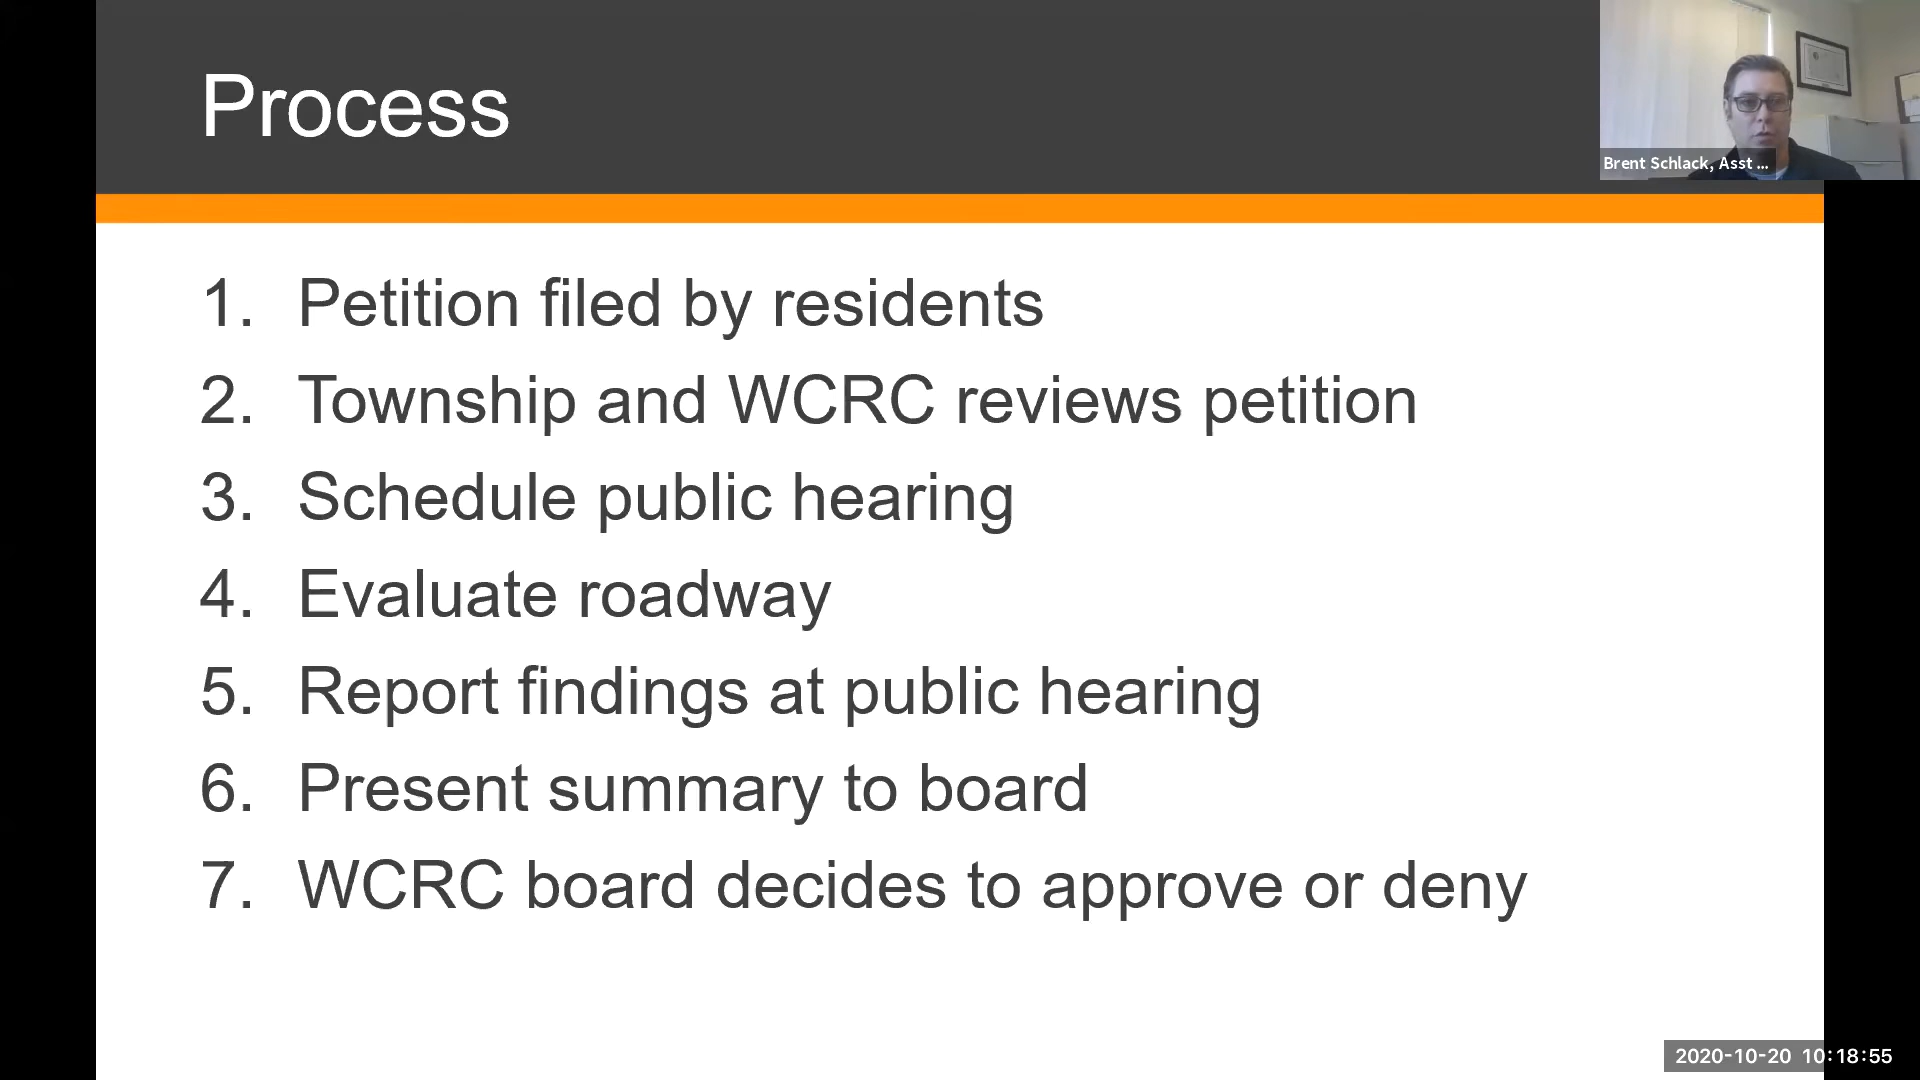 Process
Brent Schlack, Asst ...
1. Petition filed by residents
2. Township and WCRC reviews petition
3. Schedule public hearing
4. Evaluate roadway
5. Report findings at public hearing
6. Present summary to board
7. WCRC board decides to approve or deny
2020-10-20 10:18:55